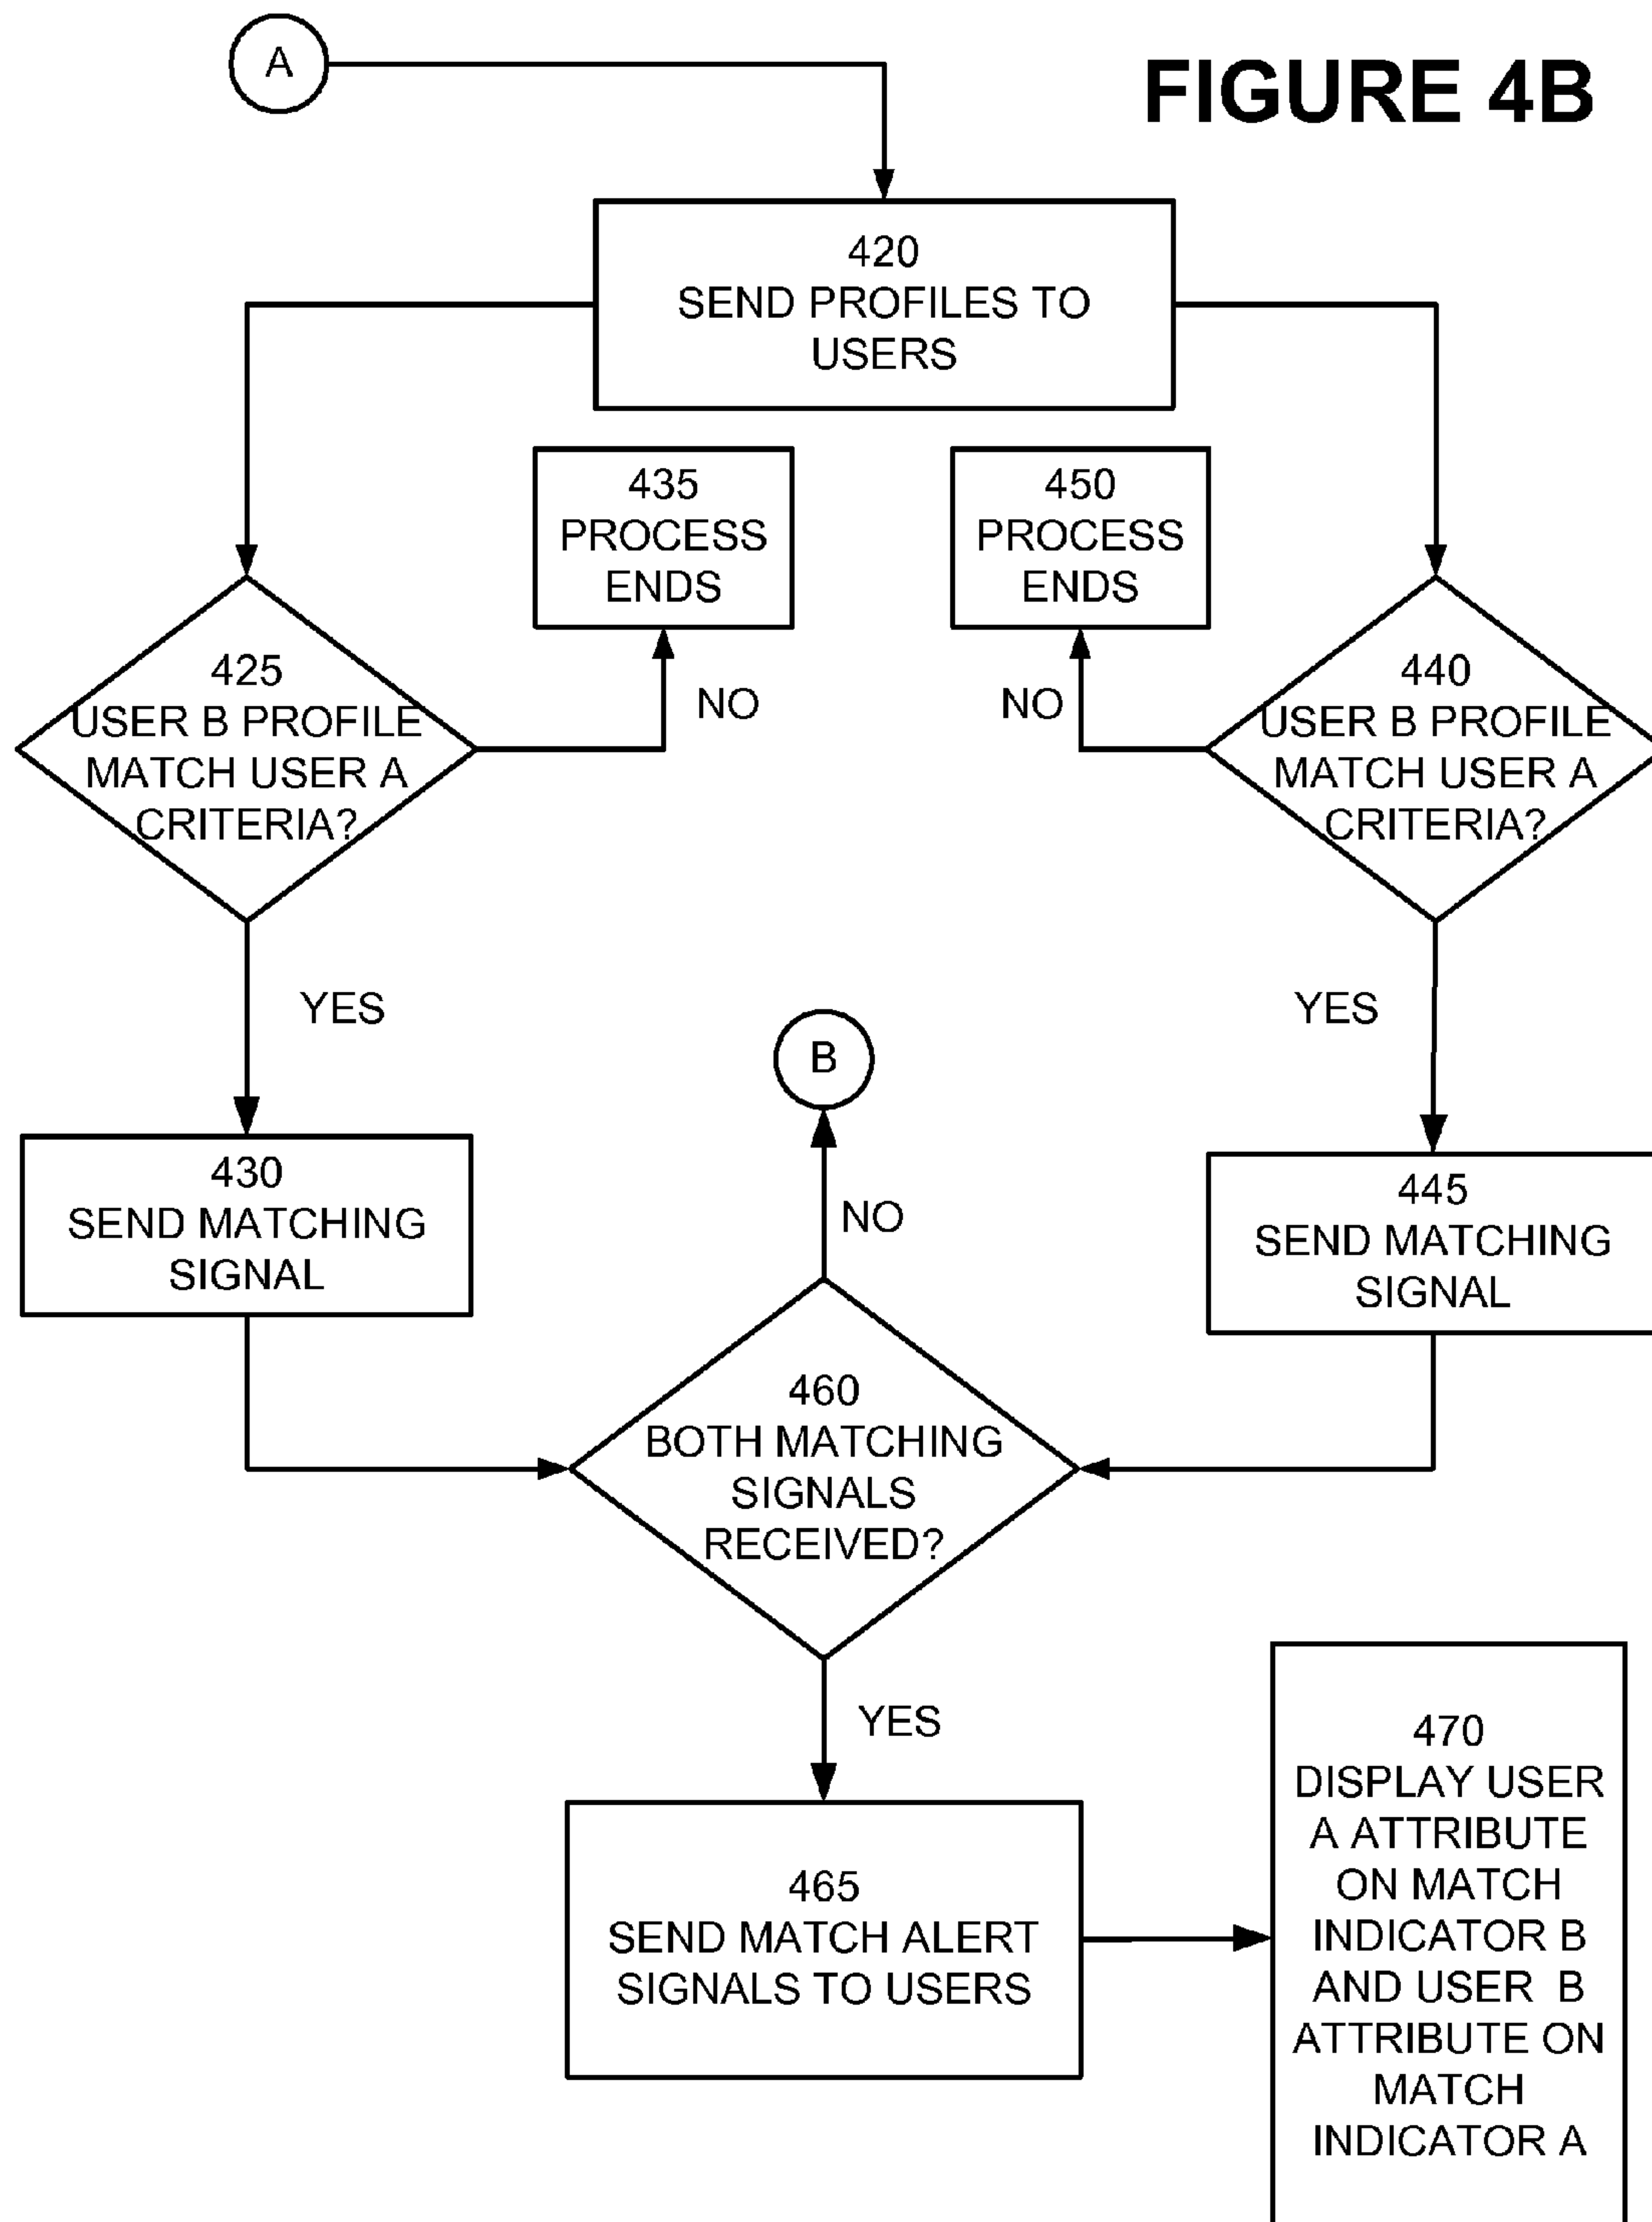 A
FIGURE 4B
420
SEND PROFILES TO
USERS
435
PROCESS
ENDS
450
PROCESS
ENDS
425
USER B PROFILE
MATCH USER A
CRITERIA?
NO
NO
440
USER B PROFILE
MATCH USER A
CRITERIA?
YES
YES
B
430
SEND MATCHING
SIGNAL
NO
445
SEND MATCHING
SIGNAL
460
BOTH MATCHING
SIGNALS
RECEIVED?
YES
465
SEND MATCH ALERT
SIGNALS TO USERS
470
DISPLAY USER
A ATTRIBUTE
ON MATCH
INDICATOR B
AND USER B
ATTRIBUTE ON
MATCH
INDICATOR A